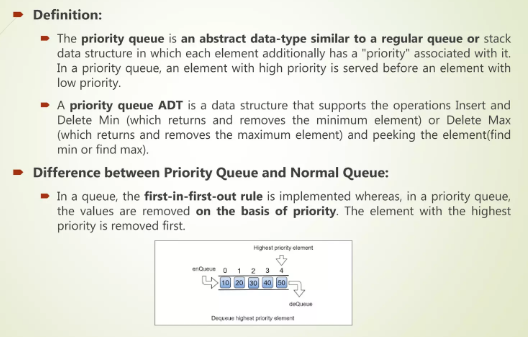 Definition:
The priority queue is an abstract data-type similar to a regular queue or stack
data structure in which each element additionally has a "priority" associated with it.
In a priority queue, an element with high priority is served before an element with
low priority.
A priority queue ADT is a data structure that supports the operations Insert and
Delete Min (which returns and removes the minimum element) or Delete Max
(which returns and removes the maximum element) and peeking the element(find
min or find max).
Difference between Priority Queue and Normal Queue:
In a queue, the first-in-first-out rule is implemented whereas, in a priority queue,
the values are removed on the basis of priority. The element with the highest
priority is removed first.
Highest priority element
enQueue 0 1 2 3 4
10 20 30 40 50
deQueue
Dequeue highest priority element